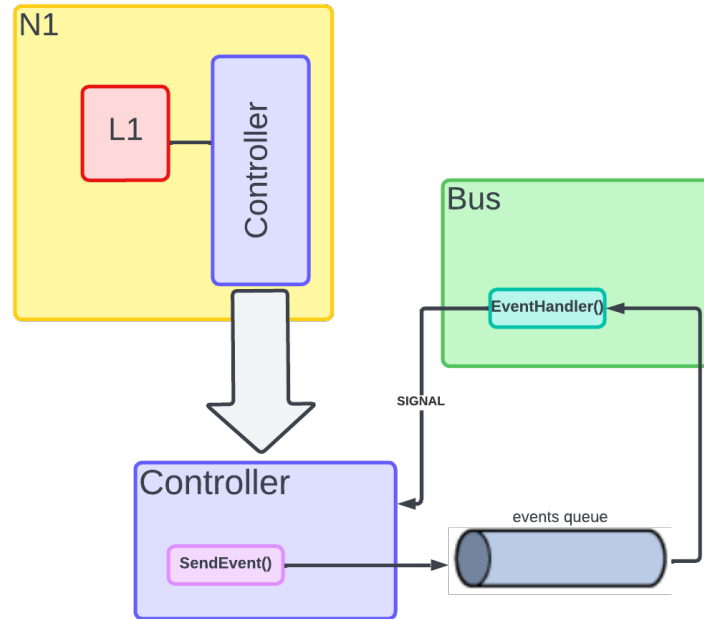 N1
L1
Controller
Bus
EventHandler()
SIGNAL
Controller
SendEvent()
events queue